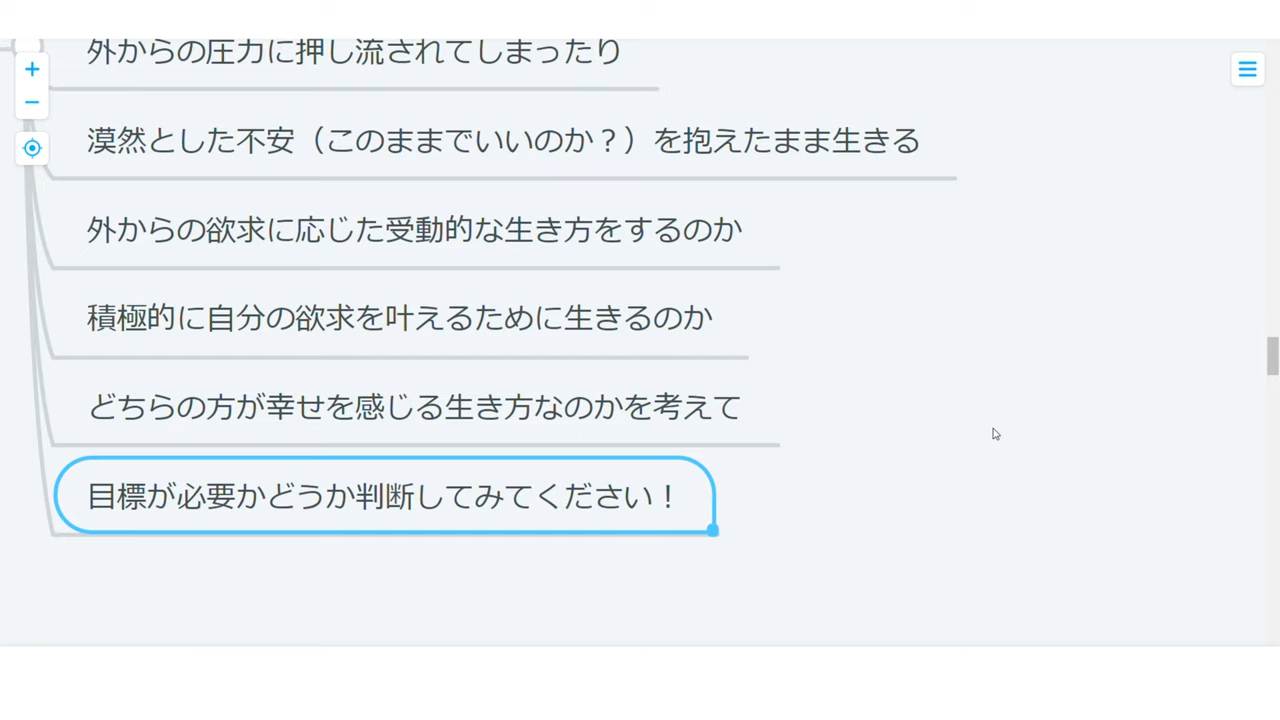 外からの圧力に押し流されてしまったり
漠然とした不安（このままでいいのか？）を抱えたまま生きる
外からの欲求に応じた受動的な生き方をするのか
積極的に自分の欲求を叶えるために生きるのか
どちらの方が幸せを感じる生き方なのかを考えて
目標が必要かどうか判断してみてください！